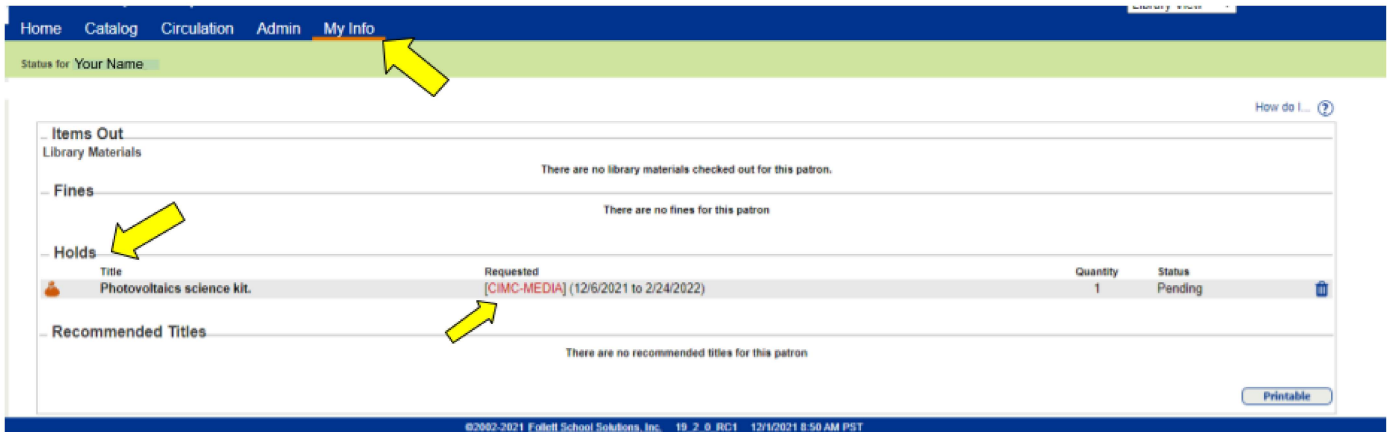 Home Catalog Circulation Admin My Info
Status for Your Name
How do I... ?
Items Out
Library Materials
There are no library materials checked out for this patron.
Fines
There are no fines for this patron
Holds
Title Requested Quantity Status
Photovoltaics science kit. [CIMC-MEDIA] (12/6/2021 to 2/24/2022) 1 Pending
Recommended Titles
There are no recommended titles for this patron
Printable
©2002-2021 Follett School Solutions, Inc. 19_2_0_RC1 12/1/2021 8:50 AM PST